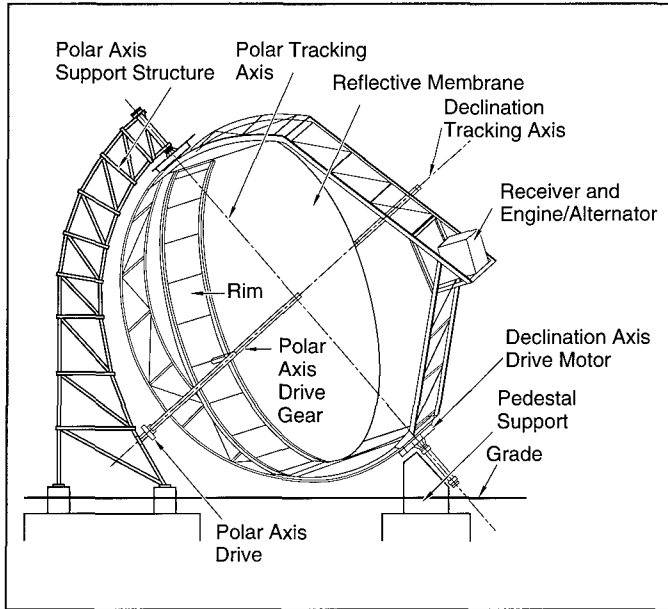 Polar Axis
Support Structure
Polar Tracking
Axis
Reflective Membrane
Declination
Tracking Axis
Receiver and
Engine/Alternator
Rim
Polar
Axis
Drive
Gear
Declination Axis
Drive Motor
Pedestal
Support
Grade
Polar Axis
Drive